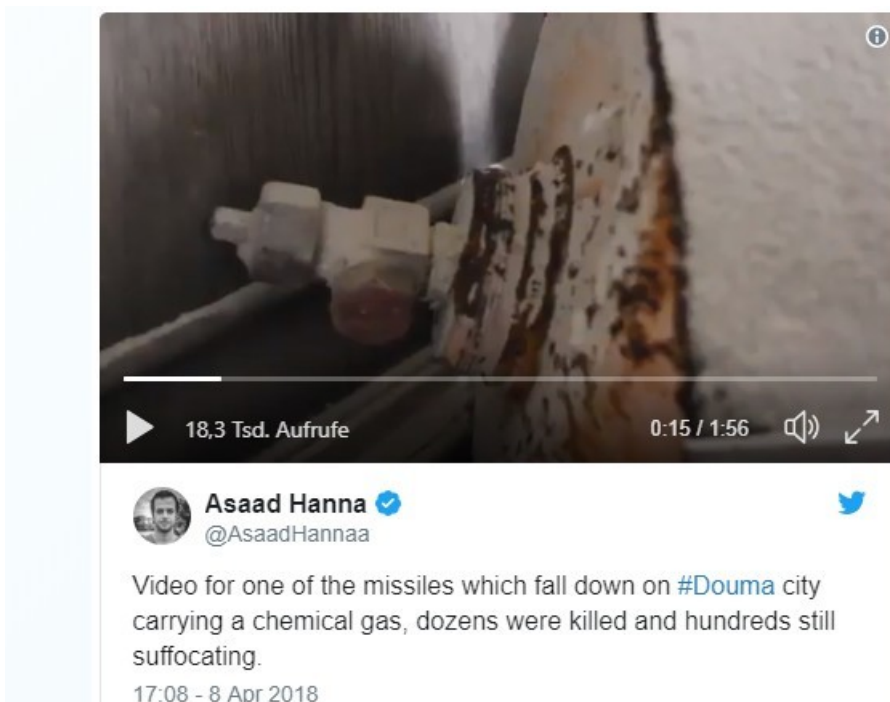 18,3 Tsd. Aufrufe
0:15 / 1:56
Asaad Hanna
@AsaadHannaa
Video for one of the missiles which fall down on #Douma city
carrying a chemical gas, dozens were killed and hundreds still
suffocating.
17:08 - 8 Apr 2018